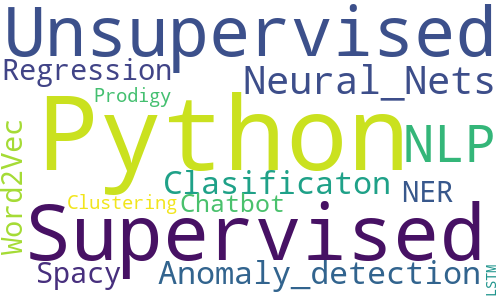 Unsupervised
Regression
Neural_Nets
Prodigy
Python
NLP
Word2Vec
Clasificaton
NER
Clustering
Chatbot
Supervised
Spacy
Anomaly_detection
LSTM